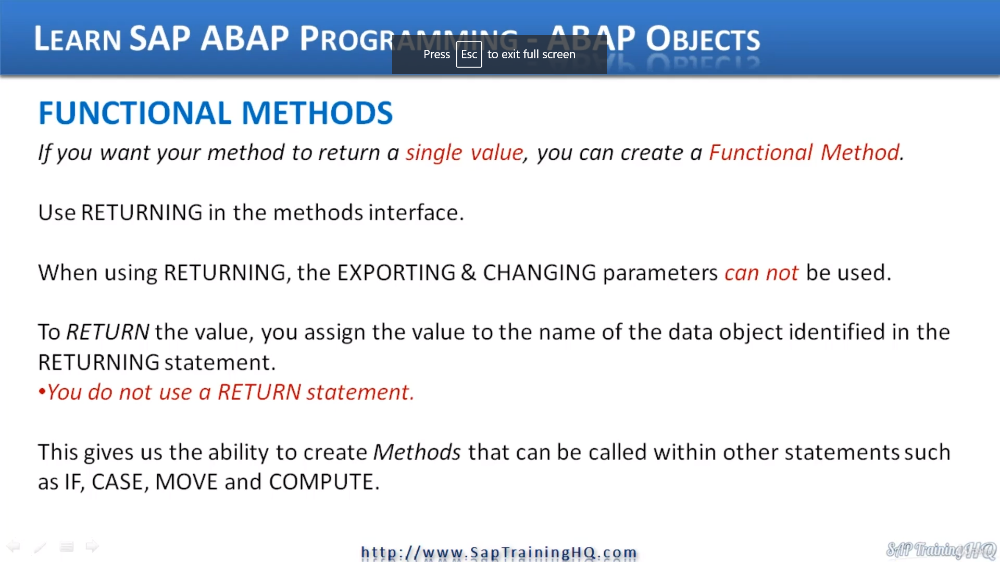 LEARN SAP ABAP PROGRAMMING - ABAP OBJECTS
Press Esc to exit full screen
FUNCTIONAL METHODS
If you want your method to return a single value, you can create a Functional Method.
Use RETURNING in the methods interface.
When using RETURNING, the EXPORTING & CHANGING parameters can not be used.
To RETURN the value, you assign the value to the name of the data object identified in the
RETURNING statement.
•You do not use a RETURN statement.
This gives us the ability to create Methods that can be called within other statements such
as IF, CASE, MOVE and COMPUTE.
http://www.SapTrainingHQ.com
SAP TrainingHQ